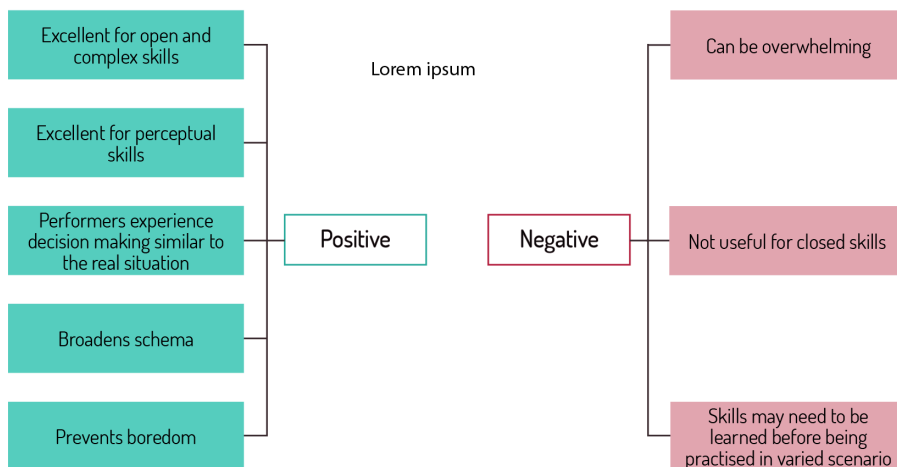 Excellent for open and
complex skills
Excellent for perceptual
skills
Performers experience
decision making similar to
the real situation
Broadens schema
Prevents boredom
Lorem ipsum
Positive
Negative
Can be overwhelming
Not useful for closed skills
Skills may need to be
learned before being
practised in varied scenario